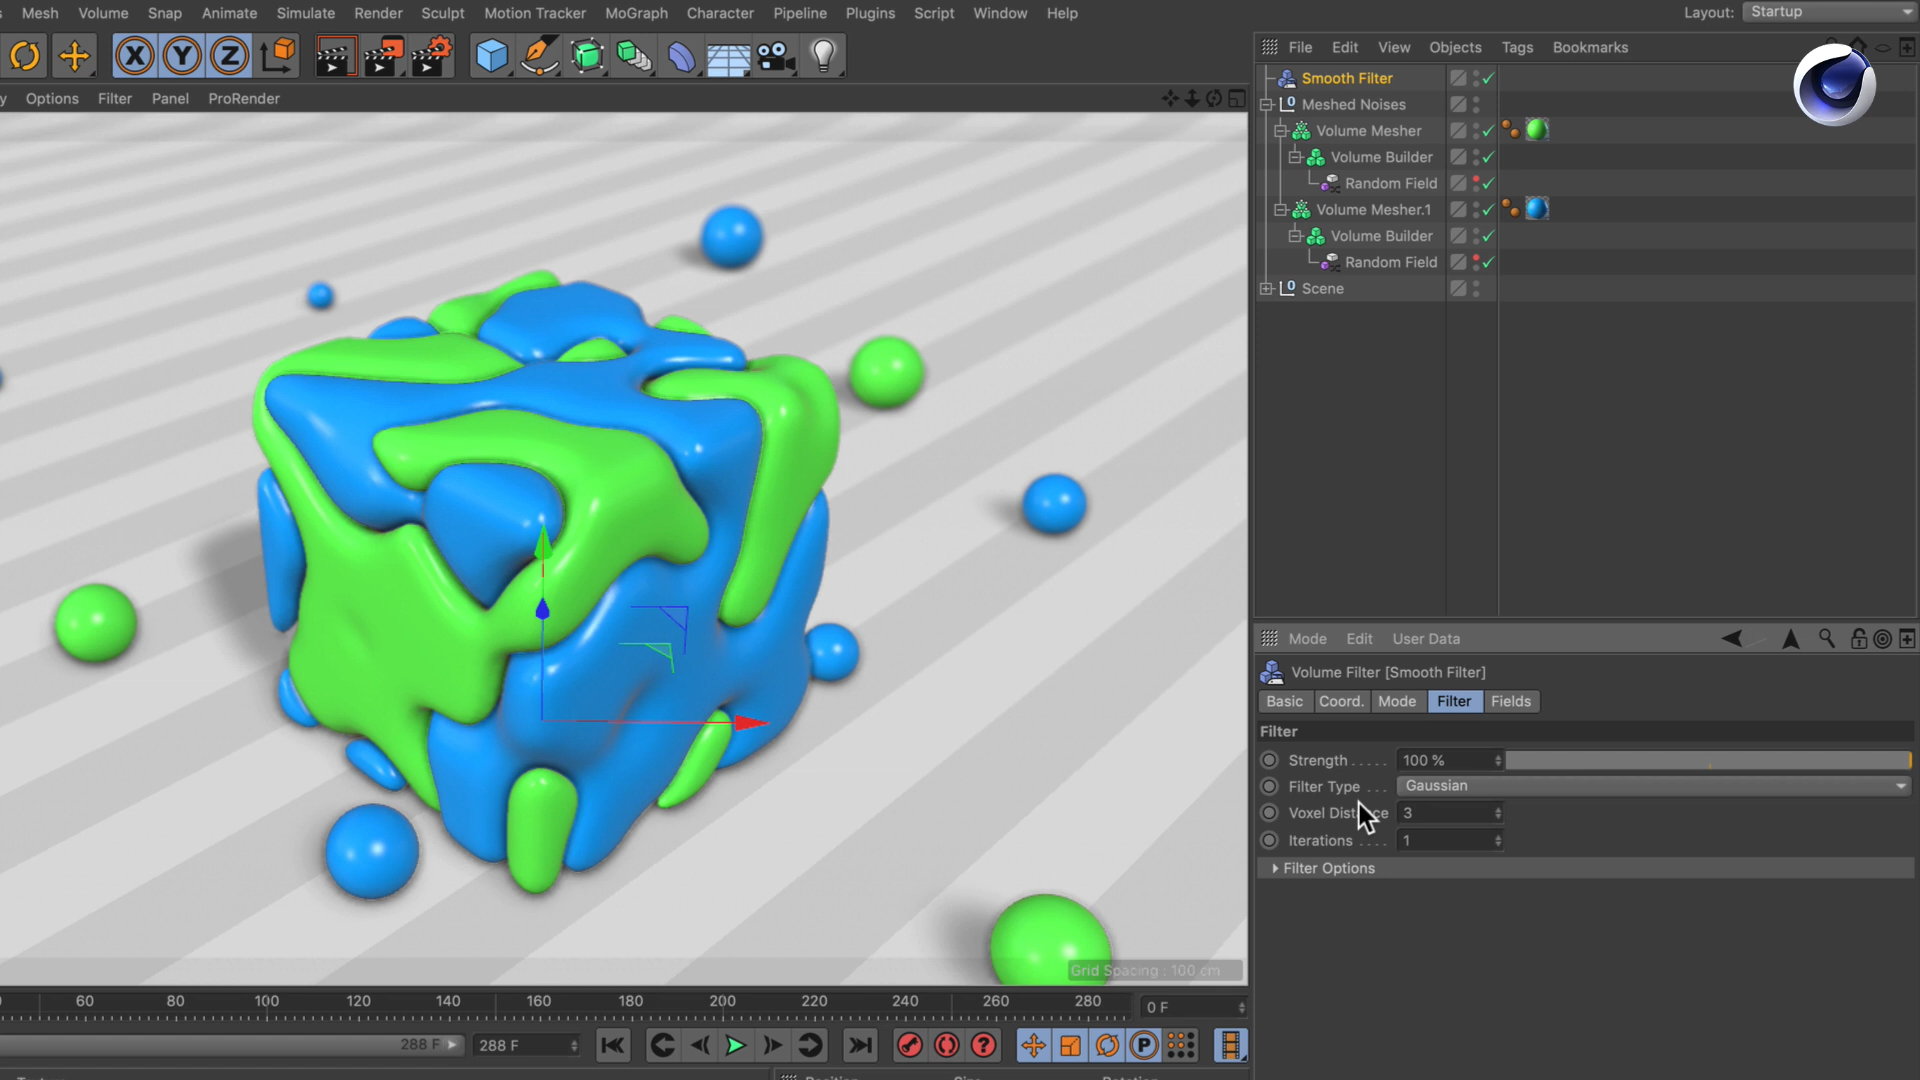 Mesh Volume Snap Animate Simulate Render Sculpt Motion Tracker MoGraph Character Pipeline Plugins Script Window Help
Layout: Startup
X Y Z
Options Filter Panel ProRender
File Edit View Objects Tags Bookmarks
Smooth Filter
Meshed Noises
Volume Mesher
Volume Builder
Random Field
Volume Mesher.1
Volume Builder
Random Field
Scene
Mode Edit User Data
Volume Filter [Smooth Filter]
Basic Coord. Mode Filter Fields
Filter
Strength . . . . . 100 %
Filter Type . . . Gaussian
Voxel 3
Iterations . . . . 1
Filter Options
Grid Spacing : 100 cm
60 80 100 120 140 160 180 200 220 240 260 280
0 F
288 F
288 F
P